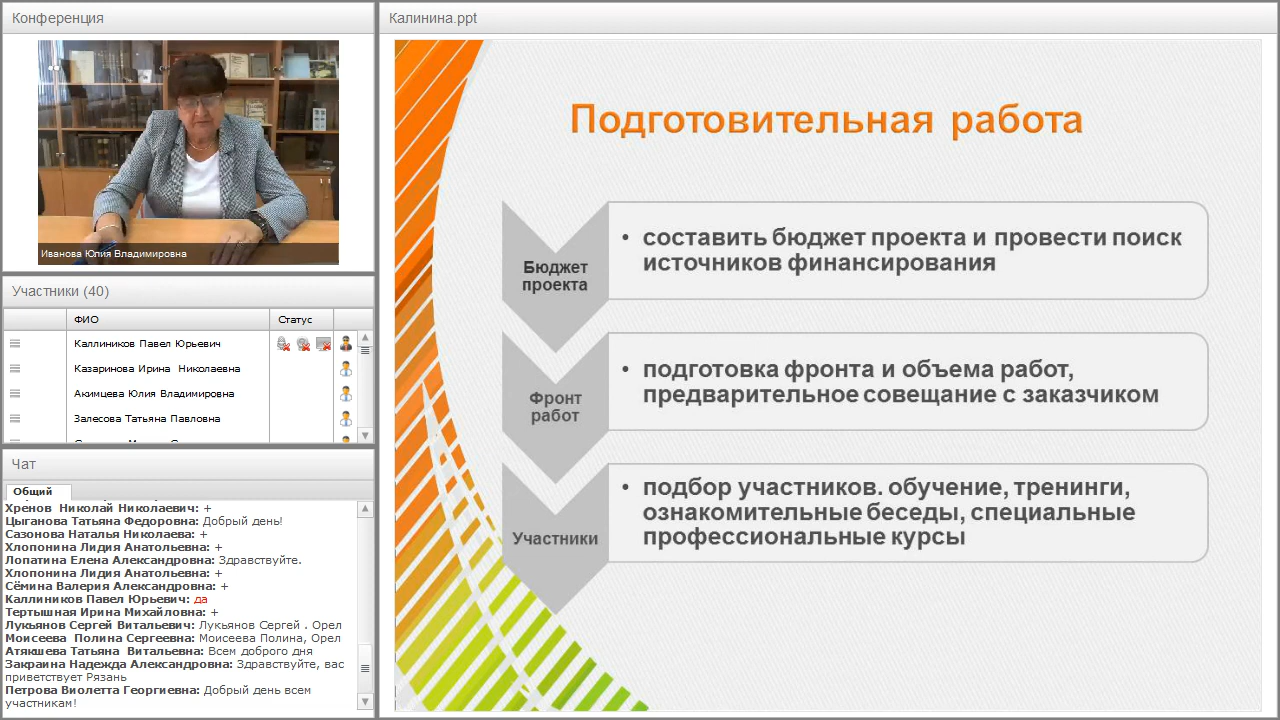 Конференция
Иванова Юлия Владимировна
Участники (40)
ФИО Статус
Каллиников Павел Юрьевич
Казаринова Ирина Николаевна
Акимцева Юлия Владимировна
Залесова Татьяна Павловна
Чат
Общий
Хренов Николай Николаевич: +
Цыганова Татьяна Федоровна: Добрый день!
Сазонова Наталья Николаева: +
Хлопонина Лидия Анатольевна: +
Лопатина Елена Александровна: Здравствуйте.
Хлопонина Лидия Анатольевна: +
Сёмина Валерия Александровна: +
Каллиников Павел Юрьевич: да
Тертышная Ирина Михайловна: +
Лукьянов Сергей Витальевич: Лукьянов Сергей . Орел
Моисеева Полина Сергеевна: Моисеева Полина, Орел
Атякшева Татьяна Витальевна: Всем доброго дня
Закраина Надежда Александровна: Здравствуйте, вас
приветствует Рязань
Петрова Виолетта Георгиевна: Добрый день всем
участникам!
Калинина.ppt
Подготовительная работа
Бюджет
проекта
• составить бюджет проекта и провести поиск
источников финансирования
Фронт
работ
• подготовка фронта и объема работ,
предварительное совещание с заказчиком
Участники
• подбор участников. обучение, тренинги,
ознакомительные беседы, специальные
профессиональные курсы